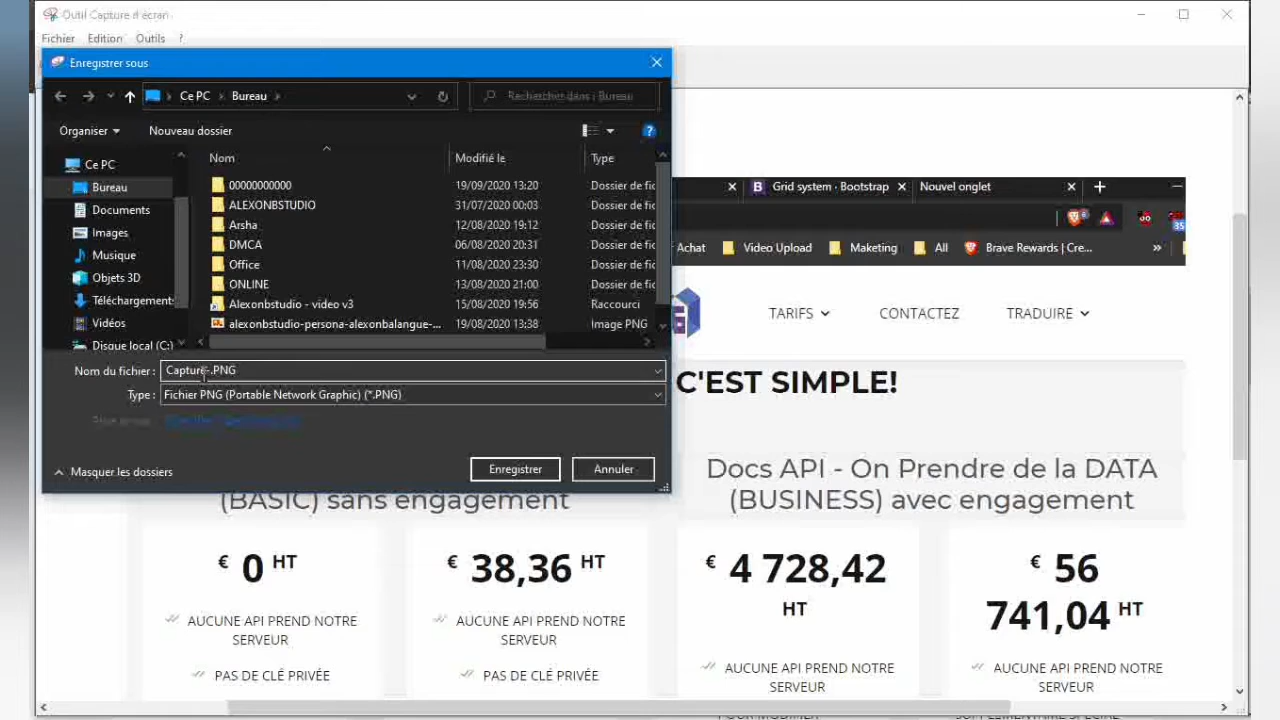 Outil Capture d'écran
Fichier Edition Outils ?
Enregistrer sous
Ce PC › Bureau ›
Rechercher dans : Bureau
Organiser
Nouveau dossier
Nom
Modifié le
Type
Ce PC
Bureau
Documents
Images
Musique
Objets 3D
Téléchargement
Vidéos
Disque local (C:)
00000000000 19/09/2020 13:20 Dossier de fic
ALEXONBSTUDIO 31/07/2020 00:03 Dossier de fic
Arsha 12/08/2020 19:12 Dossier de fic
DMCA 06/08/2020 20:31 Dossier de fic
Office 11/08/2020 23:30 Dossier de fic
ONLINE 13/08/2020 21:00 Dossier de fic
Alexonbstudio - video v3 15/08/2020 19:56 Raccourci
alexonbstudio-persona-alexonbalangue-... 19/08/2020 13:38 Image PNG
Nom du fichier : Capture-.PNG
Type : Fichier PNG (Portable Network Graphic) (*.PNG)
Masquer les dossiers
Enregistrer
Annuler
B Grid system · Bootstrap
Nouvel onglet
6
35
Achat Video Upload Maketing All Brave Rewards | Cre... »
TARIFS CONTACTEZ TRADUIRE
C'EST SIMPLE!
(BASIC) sans engagement
Docs API - On Prendre de la DATA
(BUSINESS) avec engagement
€ 0 HT
AUCUNE API PREND NOTRE
SERVEUR
PAS DE CLÉ PRIVÉE
€ 38,36 HT
AUCUNE API PREND NOTRE
SERVEUR
PAS DE CLÉ PRIVÉE
€ 4 728,42
HT
AUCUNE API PREND NOTRE
SERVEUR
€ 56
741,04 HT
AUCUNE API PREND NOTRE
SERVEUR